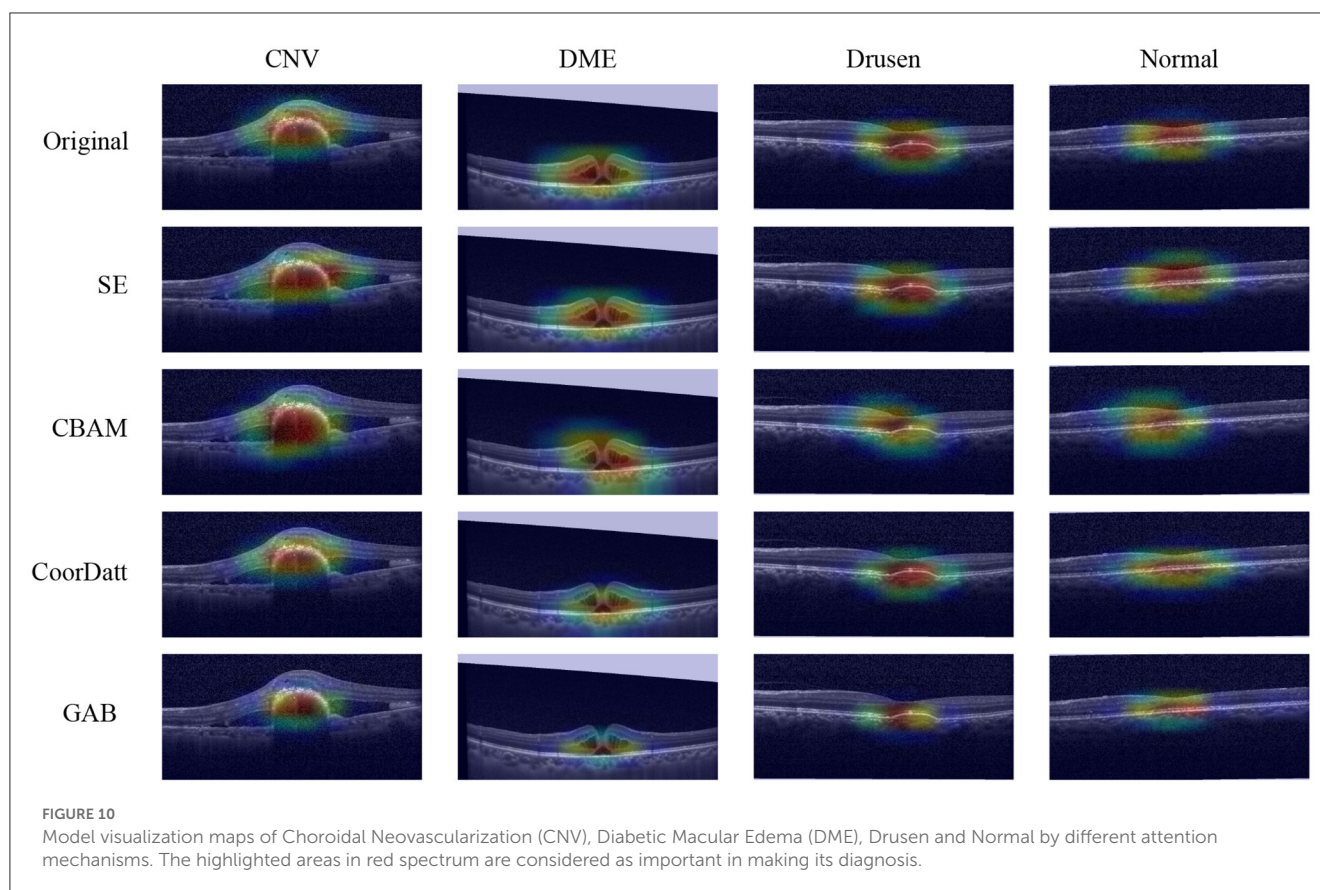 CNV DME Drusen Normal
Original
SE
CBAM
CoorDatt
GAB
FIGURE 10
Model visualization maps of Choroidal Neovascularization (CNV), Diabetic Macular Edema (DME), Drusen and Normal by different attention
mechanisms. The highlighted areas in red spectrum are considered as important in making its diagnosis.